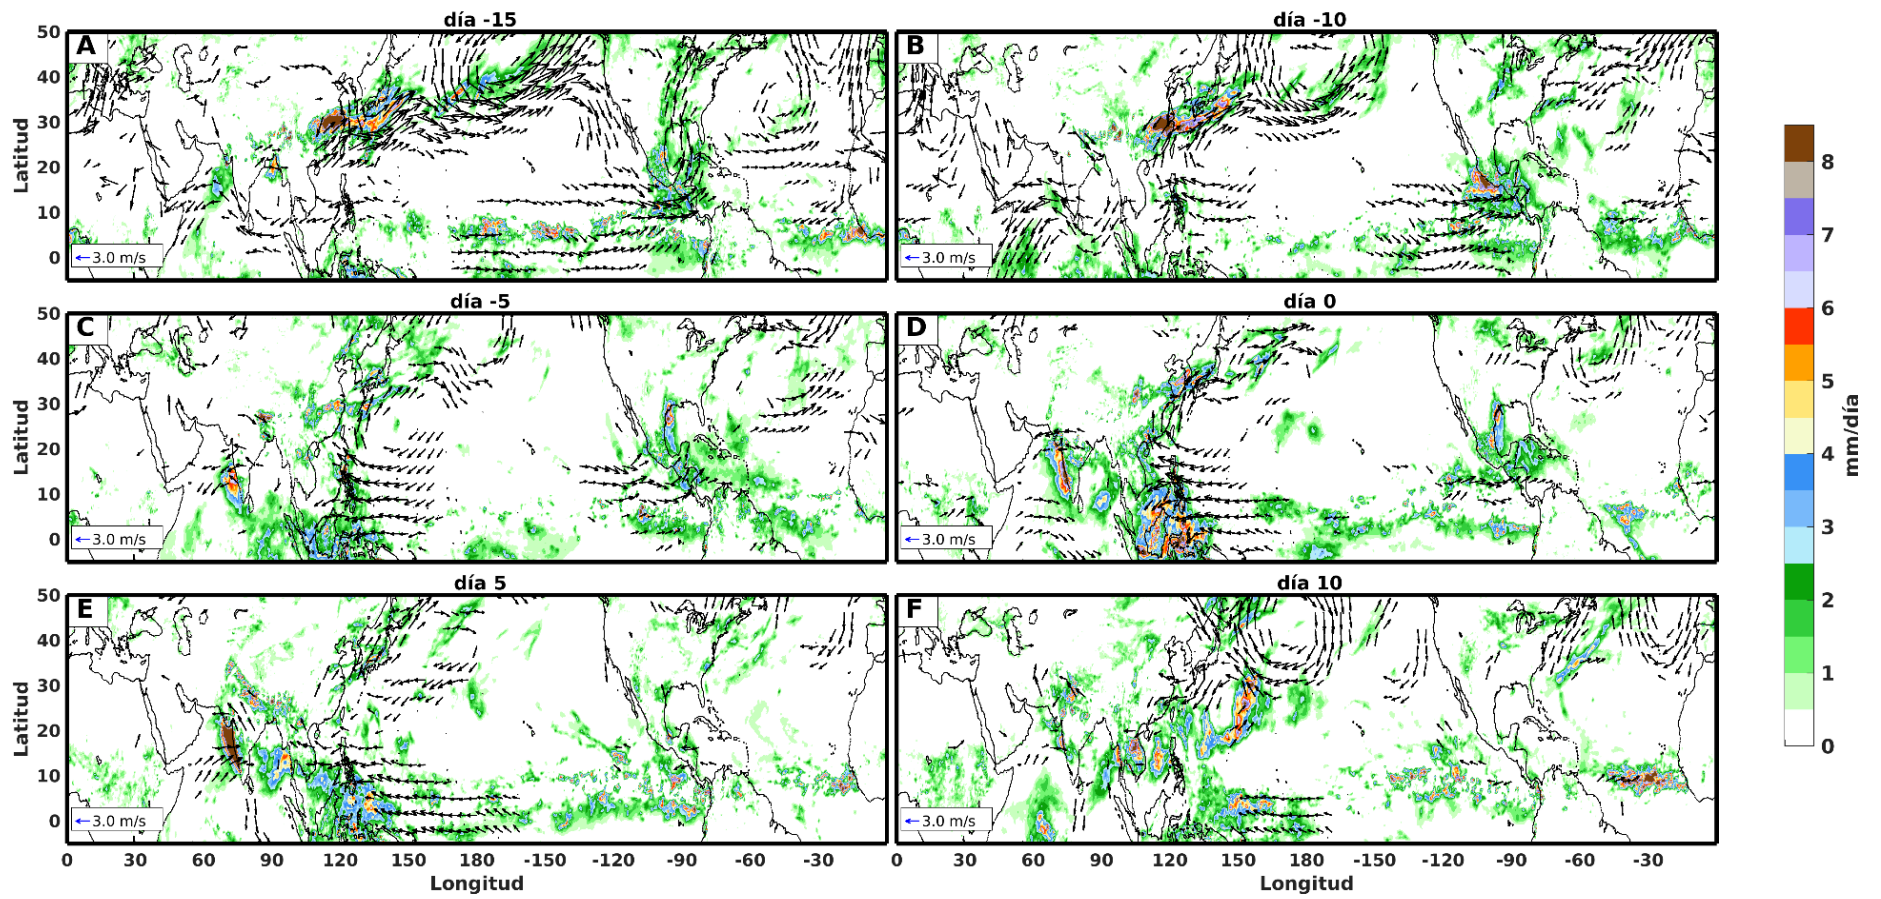 día -15
día -10
A
B
50
40
30
20
10
0
Latitud
3.0 m/s
3.0 m/s
día -5
día 0
C
D
50
40
30
20
10
0
Latitud
3.0 m/s
3.0 m/s
día 5
día 10
E
F
50
40
30
20
10
0
Latitud
3.0 m/s
3.0 m/s
0 30 60 90 120 150 180 -150 -120 -90 -60 -30
0 30 60 90 120 150 180 -150 -120 -90 -60 -30
Longitud
Longitud
8
7
6
5
4
3
2
1
0
mm/día